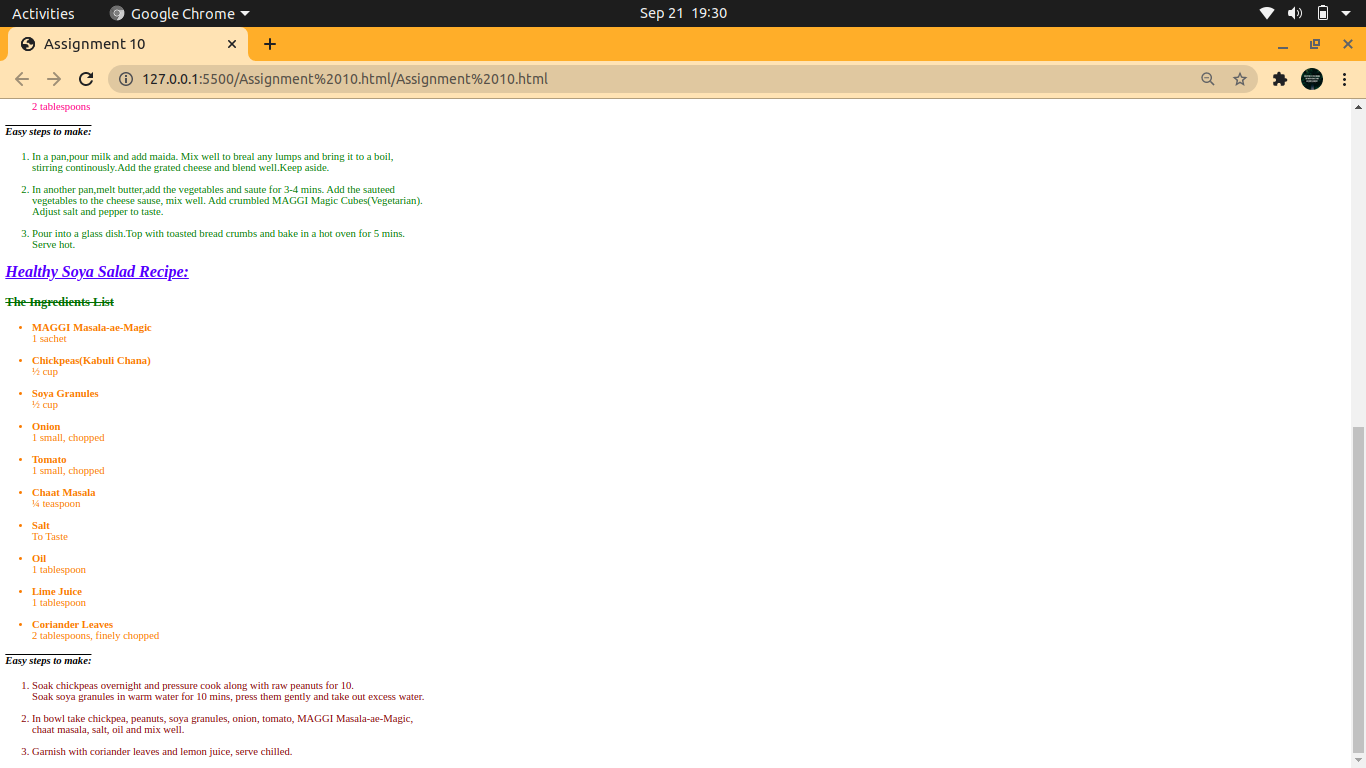 Activities
Google Chrome
Sep 21 19:30
Assignment 10
127.0.0.1:5500/Assignment%2010.html/Assignment%2010.html
2 tablespoons
Easy steps to make:
1. In a pan,pour milk and add maida. Mix well to breal any lumps and bring it to a boil,
stirring continously.Add the grated cheese and blend well.Keep aside.
2. In another pan,melt butter,add the vegetables and saute for 3-4 mins. Add the sauteed
vegetables to the cheese sause, mix well. Add crumbled MAGGI Magic Cubes(Vegetarian).
Adjust salt and pepper to taste.
3. Pour into a glass dish.Top with toasted bread crumbs and bake in a hot oven for 5 mins.
Serve hot.
Healthy Soya Salad Recipe:
The Ingredients List
• MAGGI Masala-ae-Magic
1 sachet
• Chickpeas(Kabuli Chana)
½ cup
• Soya Granules
½ cup
• Onion
1 small, chopped
• Tomato
1 small, chopped
• Chaat Masala
¼ teaspoon
• Salt
To Taste
• Oil
1 tablespoon
• Lime Juice
1 tablespoon
• Coriander Leaves
2 tablespoons, finely chopped
Easy steps to make:
1. Soak chickpeas overnight and pressure cook along with raw peanuts for 10.
Soak soya granules in warm water for 10 mins, press them gently and take out excess water.
2. In bowl take chickpea, peanuts, soya granules, onion, tomato, MAGGI Masala-ae-Magic,
chaat masala, salt, oil and mix well.
3. Garnish with coriander leaves and lemon juice, serve chilled.